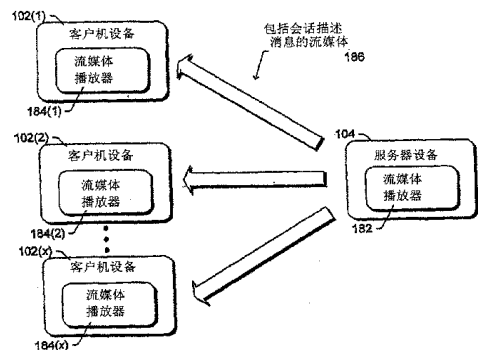 102(1)
客户机设备
流媒体
播放器
184(1)
包括会话描述
消息的流媒体
186
102(2)
客户机设备
流媒体
播放器
184(2)
104
服务器设备
流媒体
播放器
182
102(x)
客户机设备
流媒体
播放器
184(x)